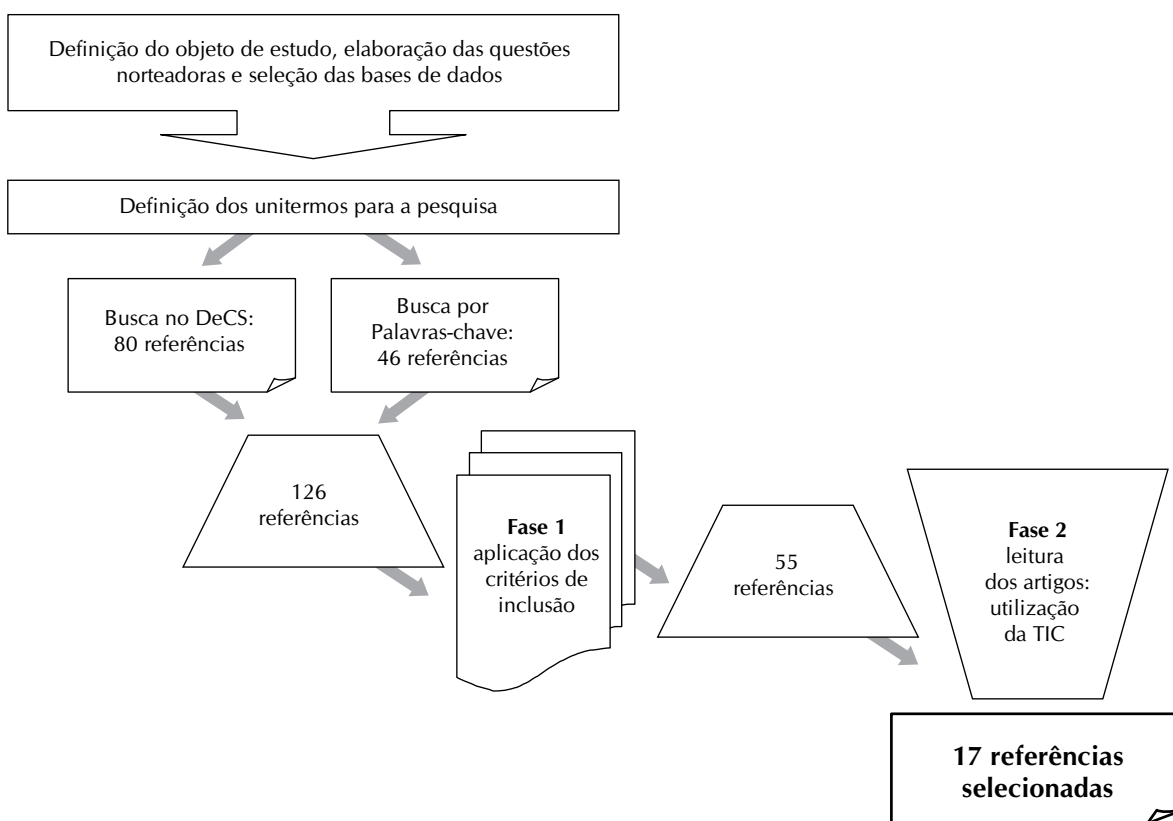 Definição do objeto de estudo, elaboração das questões
norteadoras e seleção das bases de dados
Definição dos unitermos para a pesquisa
Busca no DeCS:
80 referências
Busca por
Palavras-chave:
46 referências
126
referências
Fase 1
aplicação dos
critérios de
inclusão
55
referências
Fase 2
leitura
dos artigos:
utilização
da TIC
17 referências
selecionadas